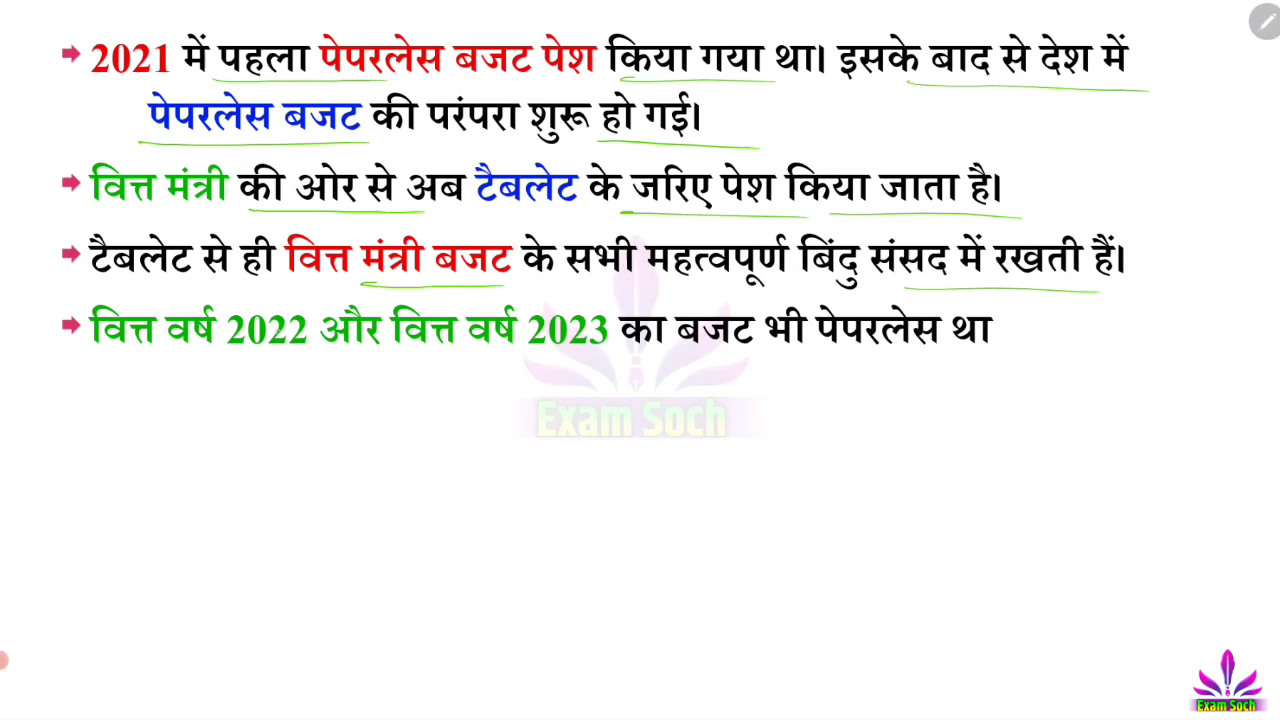 2021 में पहला पेपरलेस बजट पेश किया गया था। इसके बाद से देश में
पेपरलेस बजट की परंपरा शुरू हो गई।
वित्त मंत्री की ओर से अब टैबलेट के जरिए पेश किया जाता है।
टैबलेट से ही वित्त मंत्री बजट के सभी महत्वपूर्ण बिंदु संसद में रखती हैं।
वित्त वर्ष 2022 और वित्त वर्ष 2023 का बजट भी पेपरलेस था
Exam Soch
Exam Soch